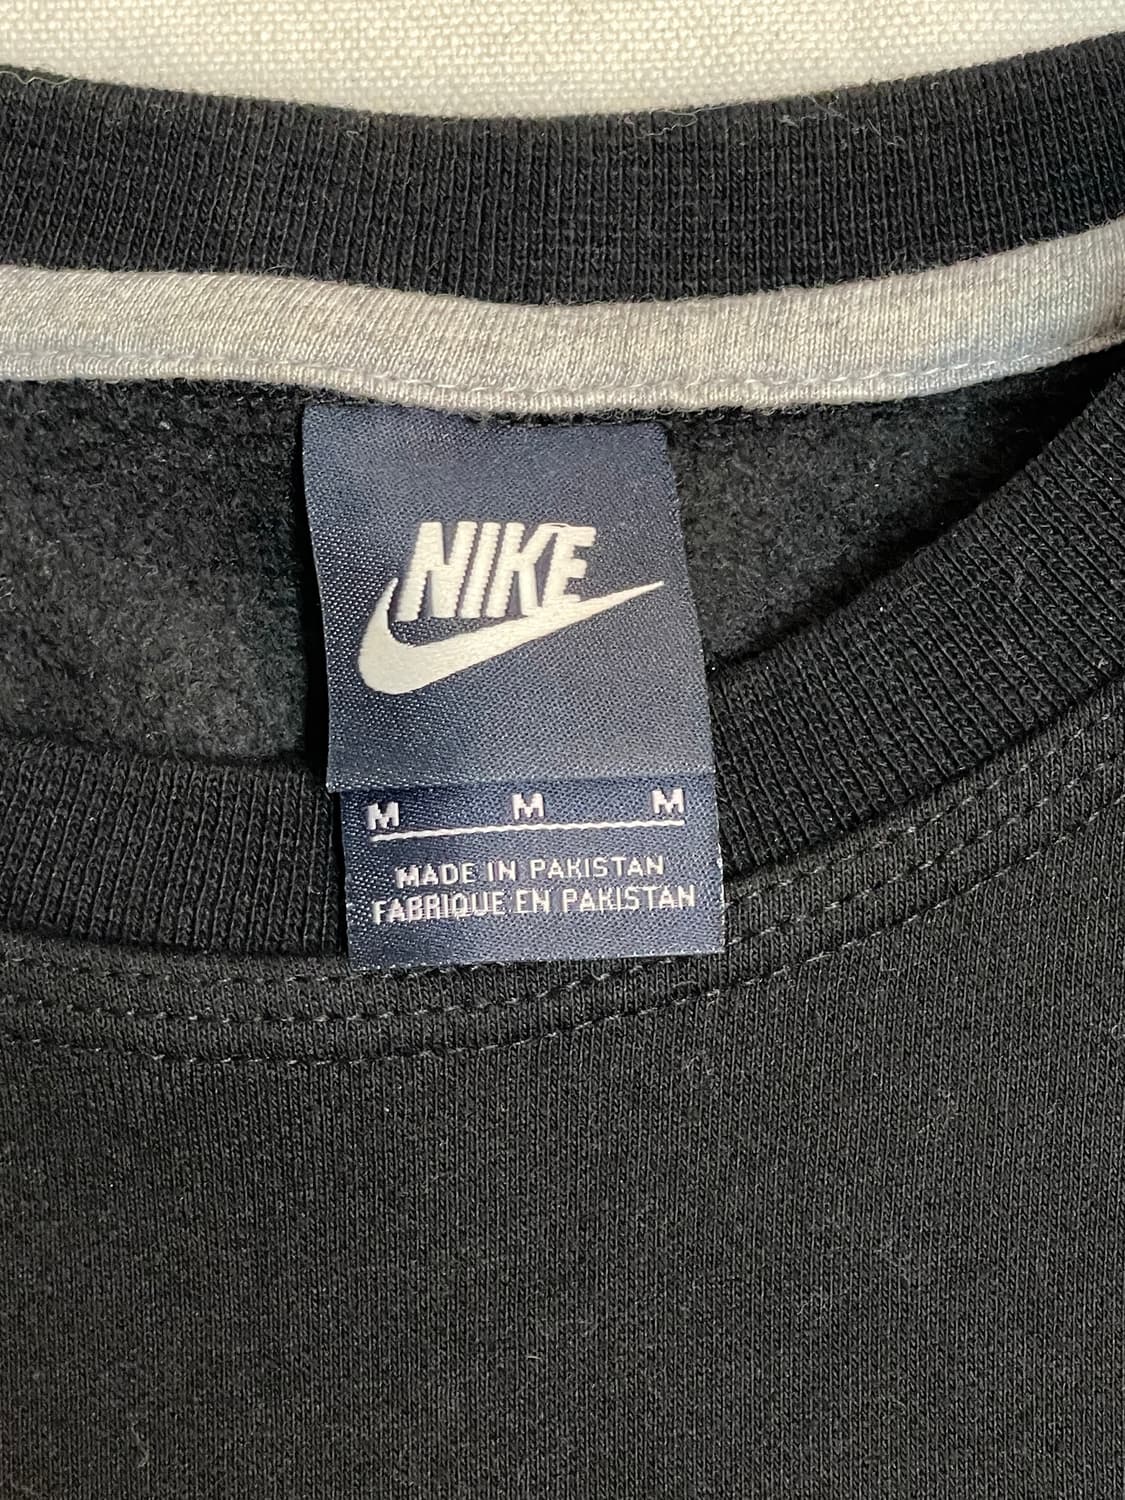 NIKE
M M M
MADE IN PAKISTAN
FABRIQUE EN PAKISTAN